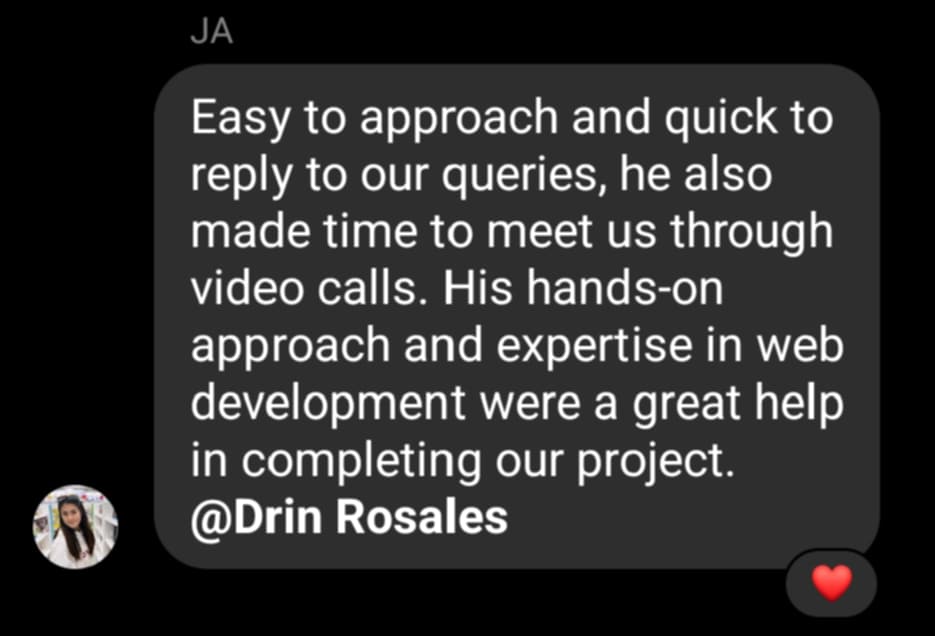 JA
Easy to approach and quick to
reply to our queries, he also
made time to meet us through
video calls. His hands-on
approach and expertise in web
development were a great help
in completing our project.
@Drin Rosales